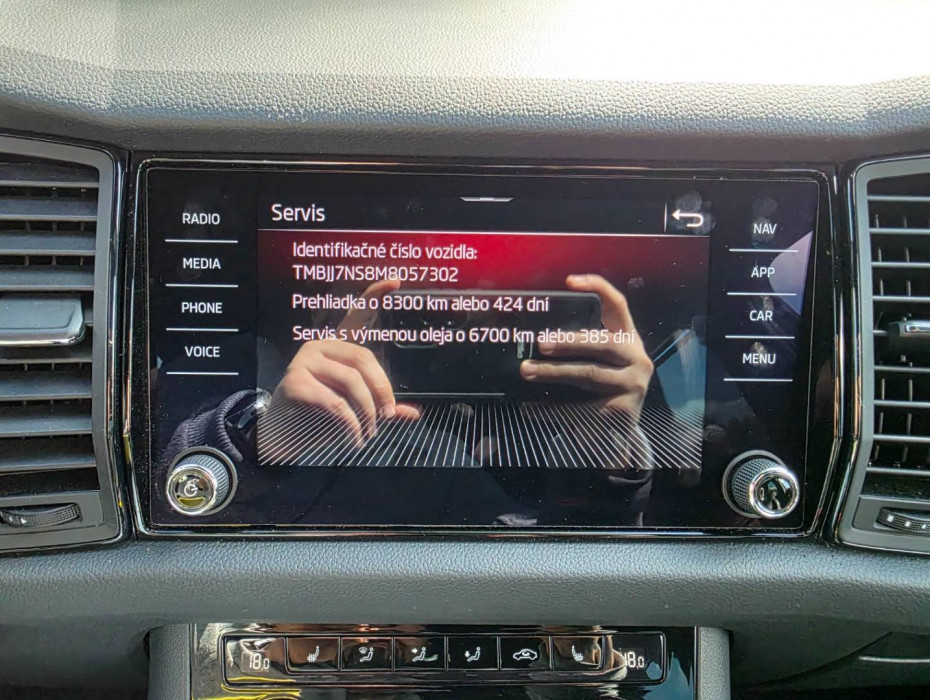 Servis
RADIO
MEDIA
PHONE
VOICE
Identifikačné číslo vozidla:
TMBJJ7NS8M8057302
Prehliadka o 8300 km alebo 424 dní
Servis s výmenou oleja o 6700 km alebo 385 dní
NAV
APP
CAR
MENU
18.0
18.0